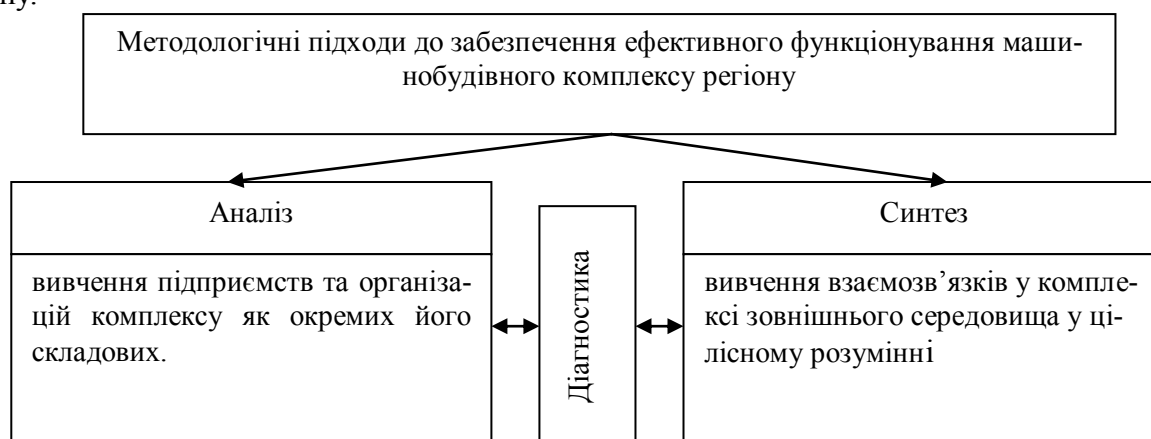 ну.
Методологічні підходи до забезпечення ефективного функціонування маши-
нобудівного комплексу регіону
Аналіз
вивчення підприємств та організа-
цій комплексу як окремих його
складових.
Діагностика
Синтез
вивчення взаємозв’язків у компле-
ксі зовнішнього середовища у ці-
лісному розумінні